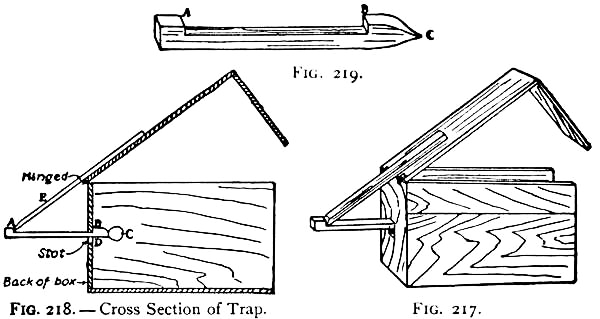 A B C
FIG. 219.
Hinged
E
A B C
D
Slot
Back of box
FIG. 218.—Cross Section of Trap.
FIG. 217.